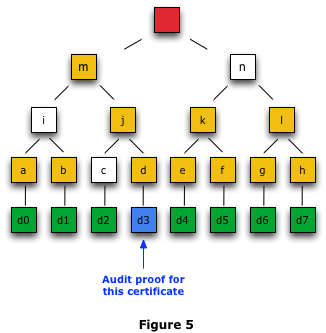 m n
i j k l
a b c d e f g h
d0 d1 d2 d3 d4 d5 d6 d7
Audit proof for
this certificate
Figure 5